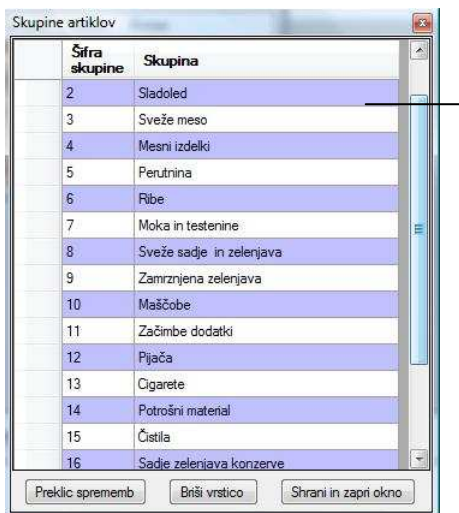 Skupine artiklov
Šifra skupine Skupina
2 Sladoled
3 Sveže meso
4 Mesni izdelki
5 Perutnina
6 Ribe
7 Moka in testenine
8 Sveže sadje in zelenjava
9 Zamrznjena zelenjava
10 Maščobe
11 Začimbe dodatki
12 Pijača
13 Cigarete
14 Potrošni material
15 Čistila
16 Sadje zelenjava konzerve
Preklic sprememb Briši vrstico Shrani in zapri okno